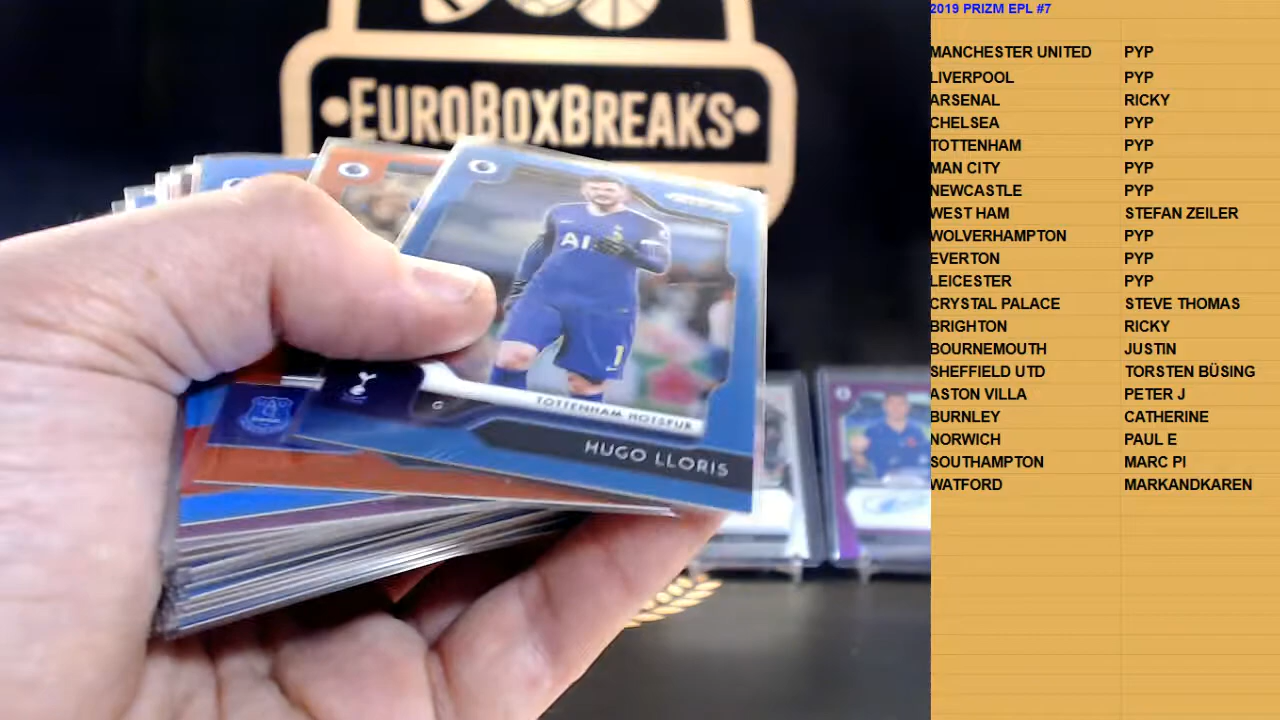 EUROBOXBREAKS
AI
1
G
TOTTENHAM HOTSPUR
HUGO LLORIS
2019 PRIZM EPL #7
MANCHESTER UNITED PYP
LIVERPOOL PYP
ARSENAL RICKY
CHELSEA PYP
TOTTENHAM PYP
MAN CITY PYP
NEWCASTLE PYP
WEST HAM STEFAN ZEILER
WOLVERHAMPTON PYP
EVERTON PYP
LEICESTER PYP
CRYSTAL PALACE STEVE THOMAS
BRIGHTON RICKY
BOURNEMOUTH JUSTIN
SHEFFIELD UTD TORSTEN BÜSING
ASTON VILLA PETER J
BURNLEY CATHERINE
NORWICH PAUL E
SOUTHAMPTON MARC PI
WATFORD MARKANDKAREN